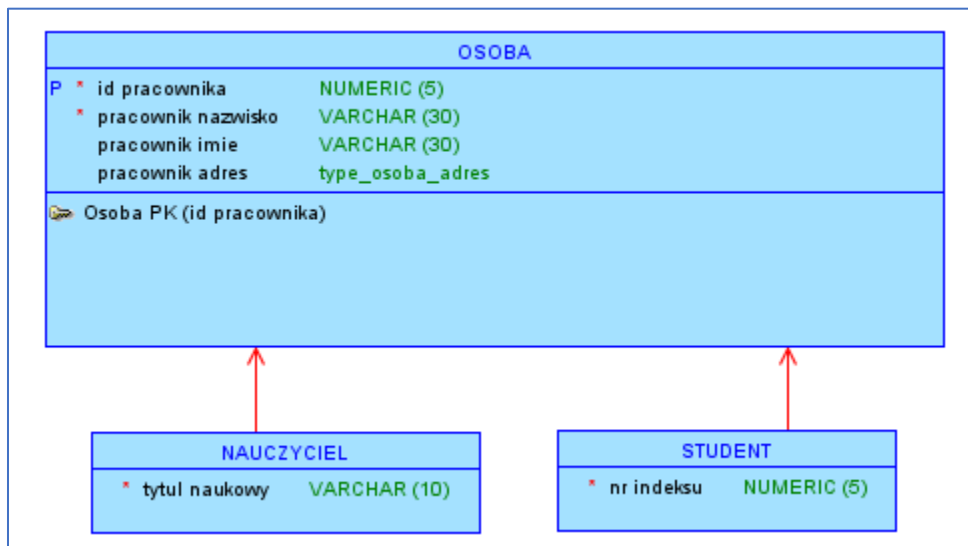 OSOBA
P * id pracownika NUMERIC (5)
* pracownik nazwisko VARCHAR (30)
pracownik imie VARCHAR (30)
pracownik adres type_osoba_adres
Osoba PK (id pracownika)
NAUCZYCIEL
* tytul naukowy VARCHAR (10)
STUDENT
* nr indeksu NUMERIC (5)